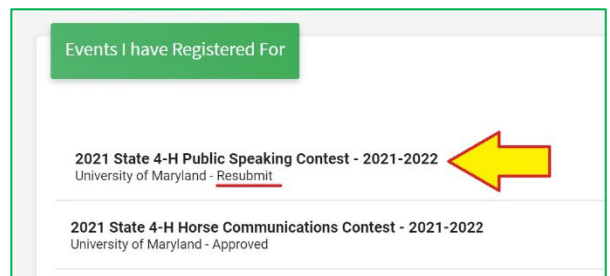 Events I have Registered For
2021 State 4-H Public Speaking Contest - 2021-2022
University of Maryland - Resubmit
2021 State 4-H Horse Communications Contest - 2021-2022
University of Maryland - Approved